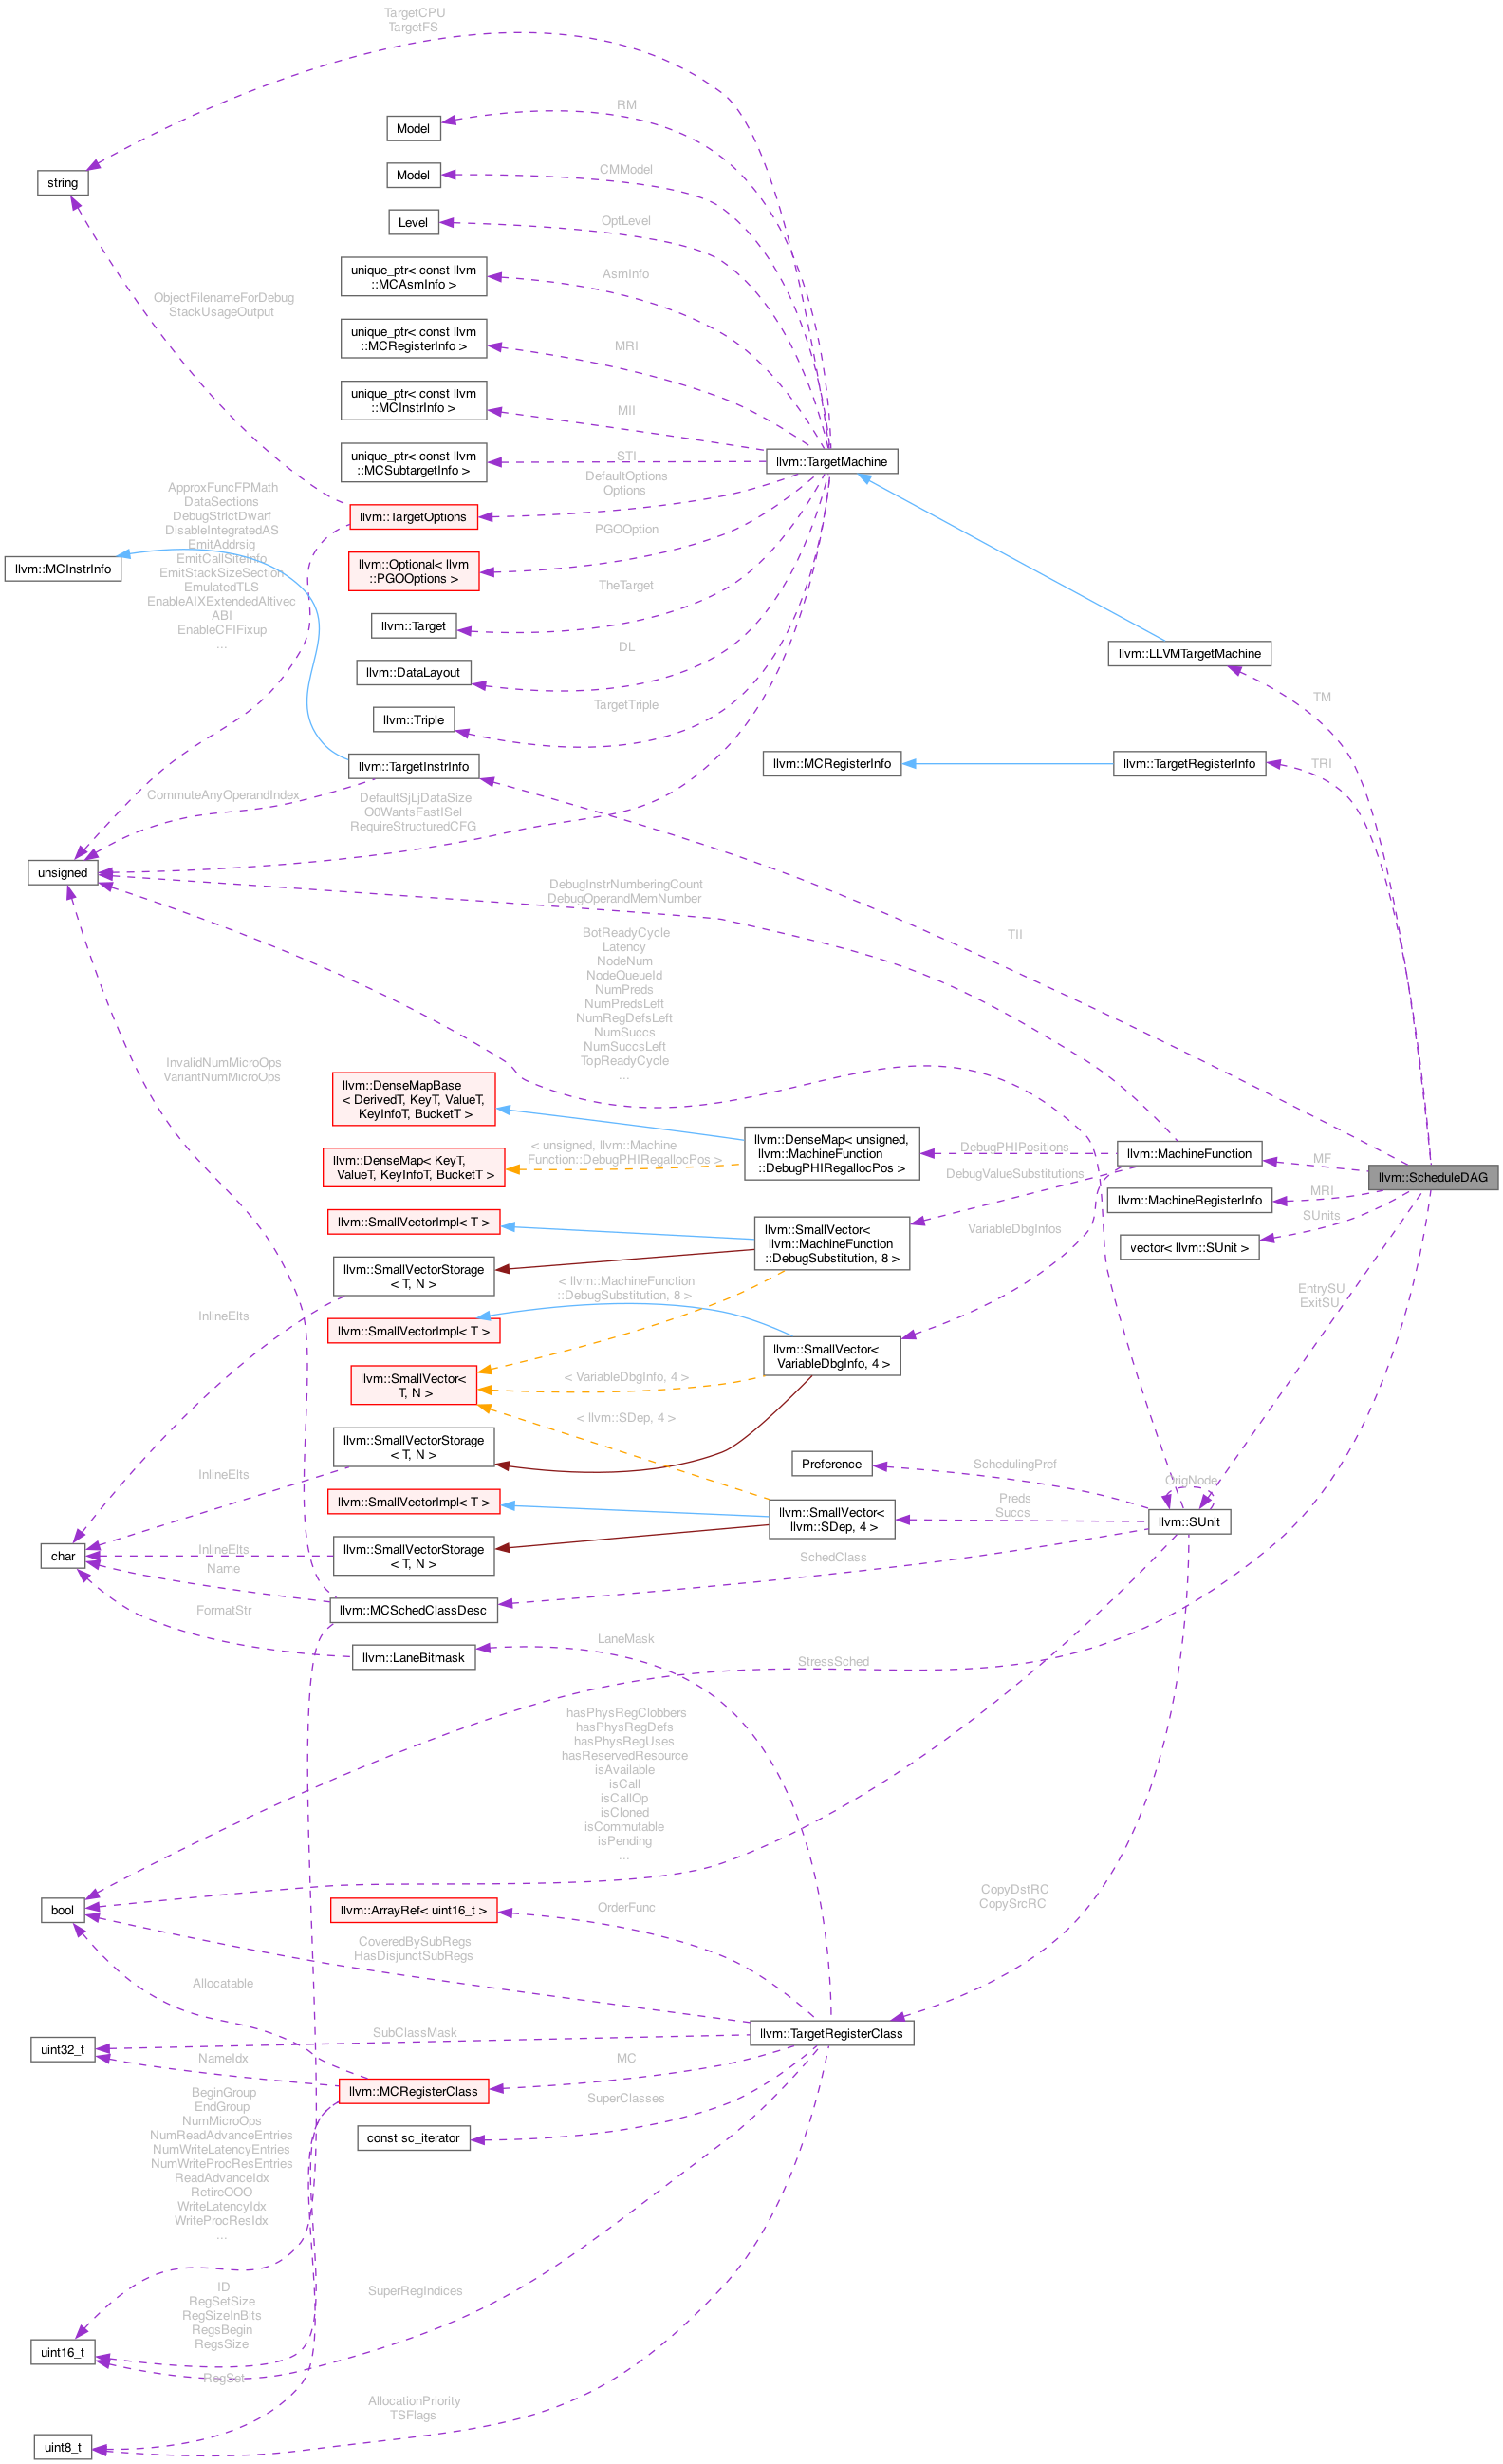 TargetCPU
TargetFS
RM
Model
CMModel
Model
string
OptLevel
Level
unique_ptr< const llvm
::MCAsmInfo >
AsmInfo
ObjectFilenameForDebug
StackUsageOutput
unique_ptr< const llvm
::MCRegisterInfo >
MRI
unique_ptr< const llvm
::MCInstrInfo >
MII
unique_ptr< const llvm
::MCSubtargetInfo >
STI
llvm::TargetMachine
DefaultOptions
Options
ApproxFuncFPMath
DataSections
DebugStrictDwarf
DisableIntegratedAS
EmitAddrsig
EmitCallSiteInfo
EmitStackSizeSection
EmulatedTLS
EnableAIXExtendedAltivec
ABI
EnableCFIFixup
...
llvm::TargetOptions
PGOOption
llvm::MCInstrInfo
llvm::Optional< llvm
::PGOOptions >
TheTarget
llvm::Target
DL
llvm::LLVMTargetMachine
llvm::DataLayout
TargetTriple
TM
llvm::Triple
llvm::TargetInstrInfo
llvm::MCRegisterInfo
llvm::TargetRegisterInfo
TRI
CommuteAnyOperandIndex
DefaultSjLjDataSize
O0WantsFastISel
RequireStructuredCFG
unsigned
DebugInstrNumberingCount
DebugOperandMemNumber
TII
BotReadyCycle
Latency
NodeNum
NodeQueueId
NumPreds
NumPredsLeft
NumRegDefsLeft
NumSuccs
NumSuccsLeft
TopReadyCycle
...
InvalidNumMicroOps
VariantNumMicroOps
llvm::DenseMapBase
< DerivedT, KeyT, ValueT,
KeyInfoT, BucketT >
< unsigned, llvm::Machine
Function::DebugPHIRegallocPos >
llvm::DenseMap< unsigned,
llvm::MachineFunction
::DebugPHIRegallocPos >
DebugPHIPositions
llvm::MachineFunction
MF
llvm::ScheduleDAG
llvm::DenseMap< KeyT,
ValueT, KeyInfoT, BucketT >
DebugValueSubstitutions
llvm::MachineRegisterInfo
MRI
SUnits
llvm::SmallVectorImpl< T >
llvm::SmallVector<
llvm::MachineFunction
::DebugSubstitution, 8 >
VariableDbgInfos
vector< llvm::SUnit >
llvm::SmallVectorStorage
< T, N >
< llvm::MachineFunction
::DebugSubstitution, 8 >
EntrySU
ExitSU
InlineElts
llvm::SmallVectorImpl< T >
llvm::SmallVector<
VariableDbgInfo, 4 >
llvm::SmallVector<
T, N >
< VariableDbgInfo, 4 >
< llvm::SDep, 4 >
llvm::SmallVectorStorage
< T, N >
InlineElts
Preference
SchedulingPref
OrigNode
llvm::SmallVectorImpl< T >
llvm::SmallVector<
llvm::SDep, 4 >
Preds
Succs
llvm::SUnit
char
InlineElts
llvm::SmallVectorStorage
< T, N >
SchedClass
Name
llvm::MCSchedClassDesc
FormatStr
LaneMask
llvm::LaneBitmask
StressSched
hasPhysRegClobbers
hasPhysRegDefs
hasPhysRegUses
hasReservedResource
isAvailable
isCall
isCallOp
isCloned
isCommutable
isPending
...
CopyDstRC
CopySrcRC
bool
llvm::ArrayRef< uint16_t >
OrderFunc
CoveredBySubRegs
HasDisjunctSubRegs
Allocatable
llvm::TargetRegisterClass
SubClassMask
uint32_t
NameIdx
MC
llvm::MCRegisterClass
SuperClasses
const sc_iterator
BeginGroup
EndGroup
NumMicroOps
NumReadAdvanceEntries
NumWriteLatencyEntries
NumWriteProcResEntries
ReadAdvanceIdx
RetireOOO
WriteLatencyIdx
WriteProcResIdx
...
ID
RegSetSize
RegSizeInBits
RegsBegin
RegsSize
SuperRegIndices
uint16_t
RegSet
AllocationPriority
TSFlags
uint8_t